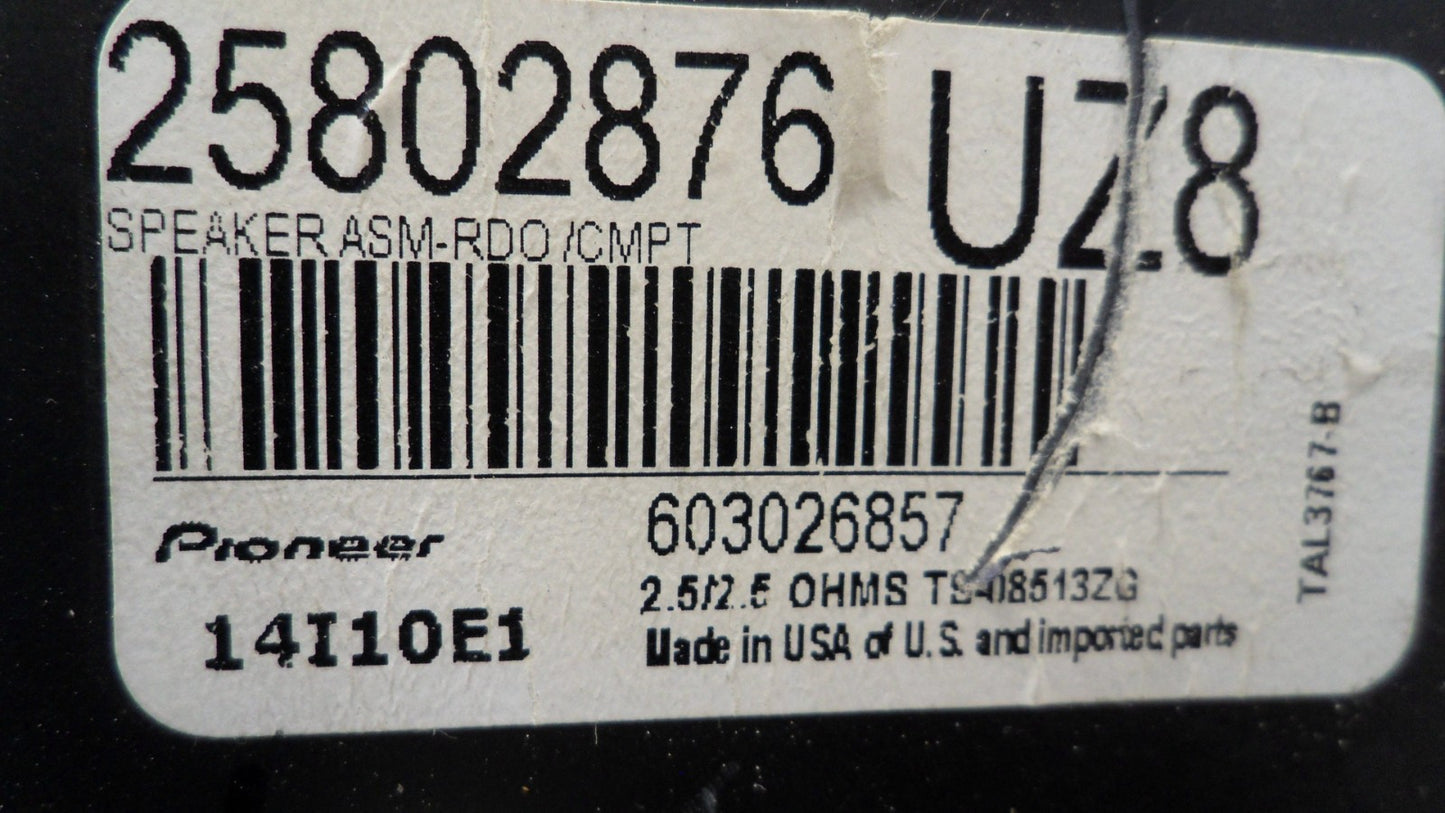 25802876 UZ8
SPEAKER ASM-RDO/CMPT
603026857
Pioneer
2.5/2.5 OHMS TS-08513ZG
14I10E1
Made in USA of U.S. and imported parts
TAL3767-B